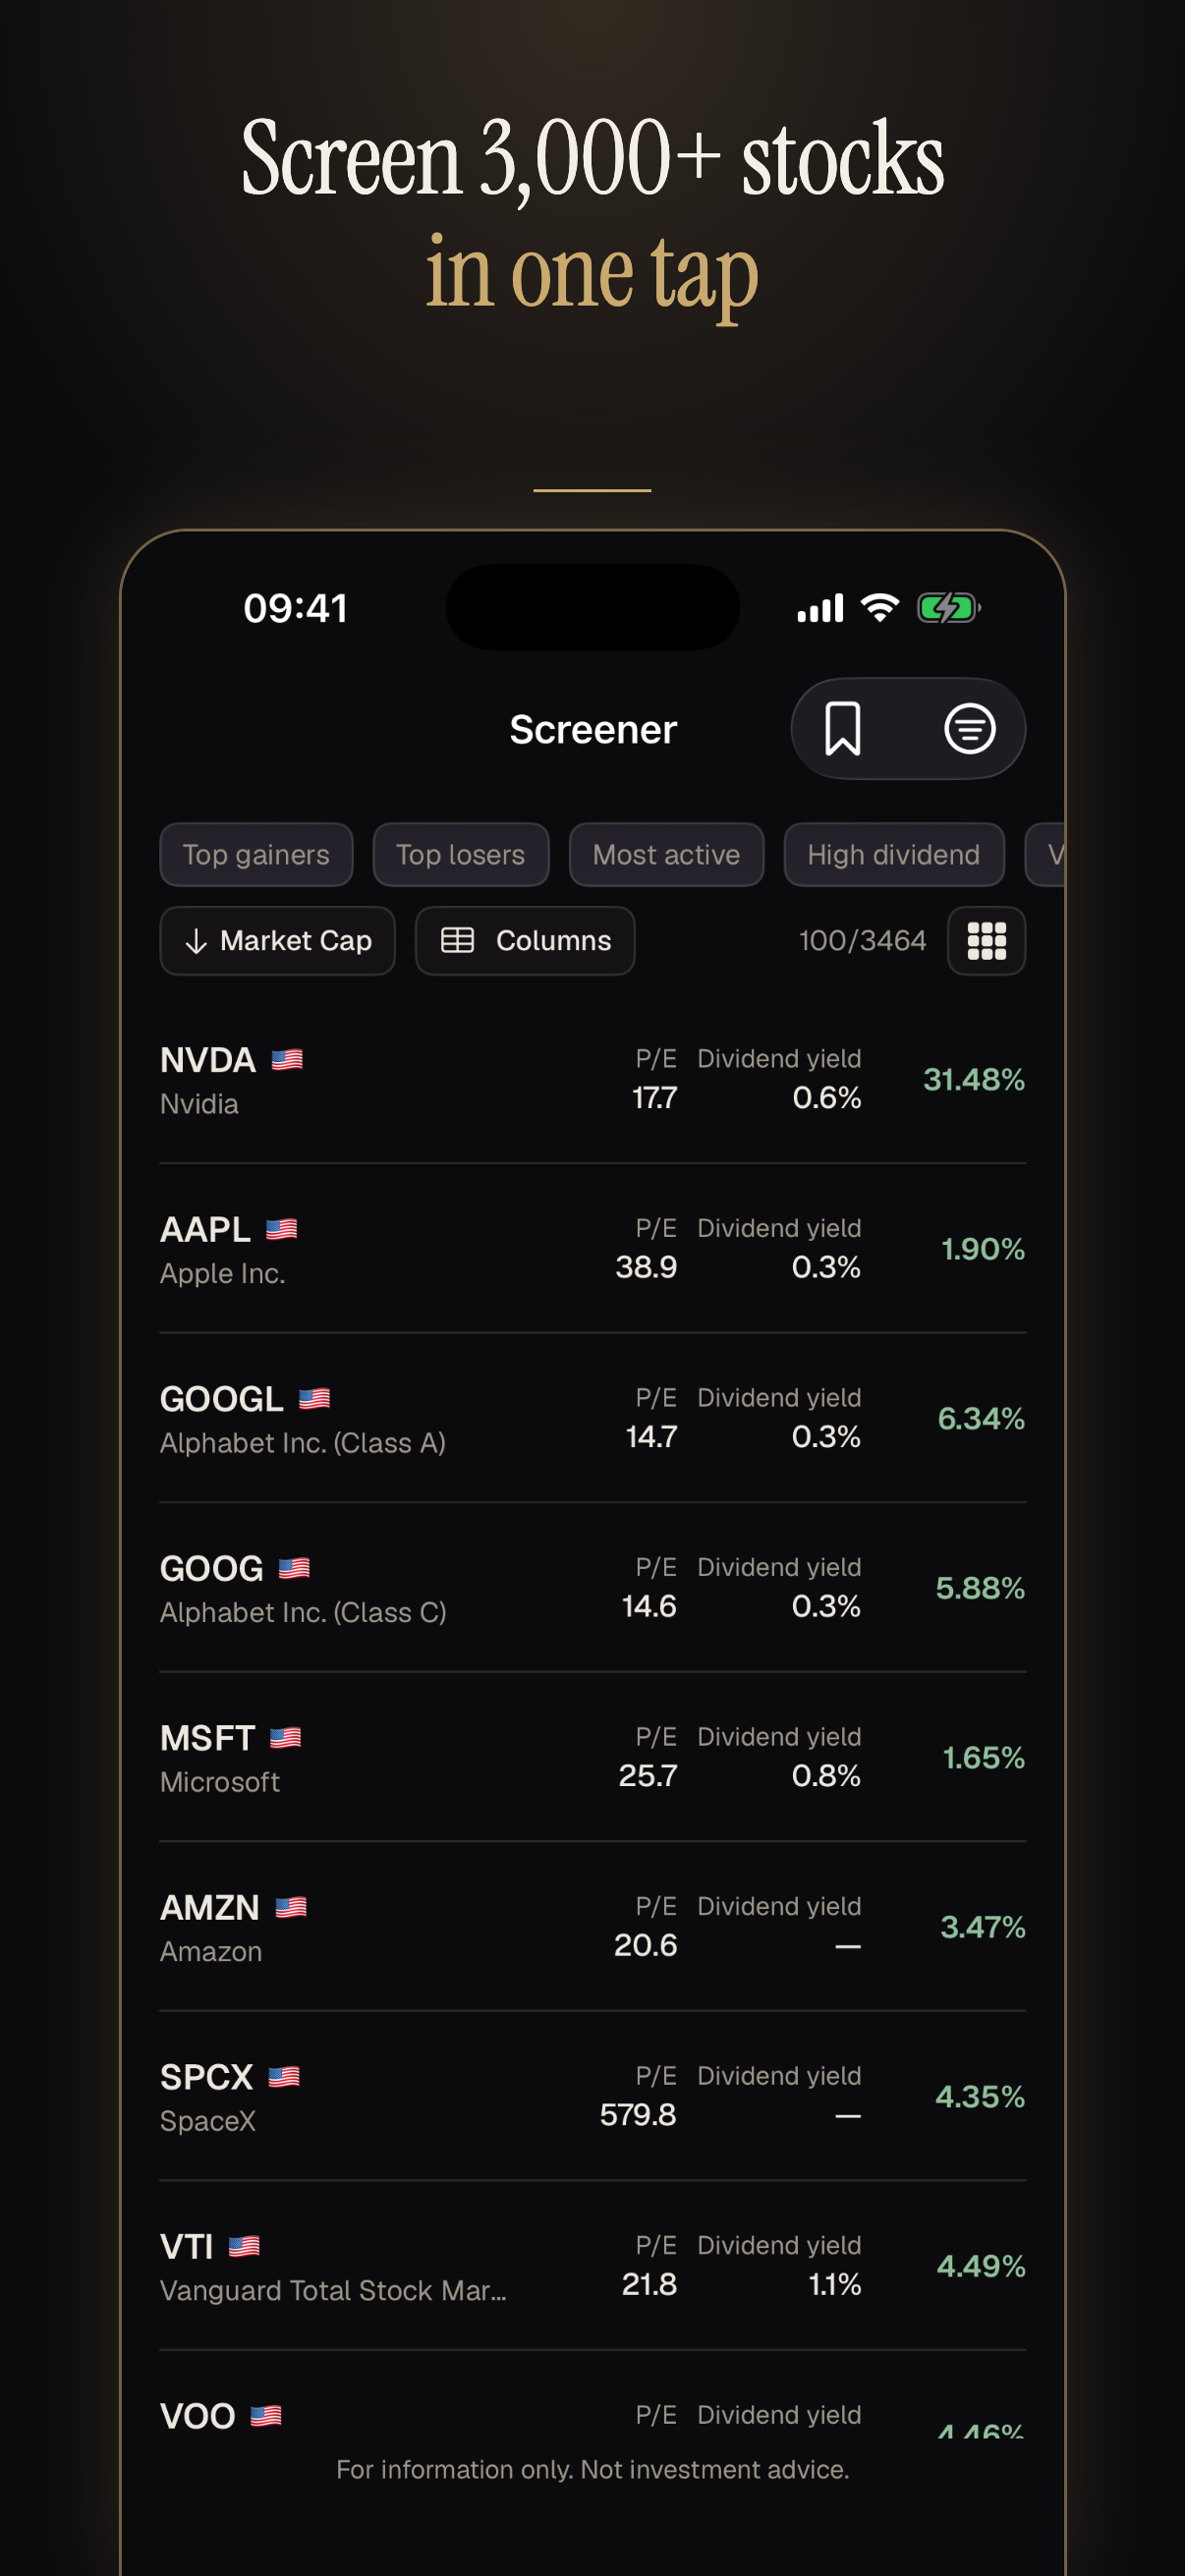 Screen 3,000+ stocks
in one tap
09:41
Screener
Top gainers Top losers Most active High dividend V
Market Cap Columns 100/3464
NVDA P/E Dividend yield 31.48%
Nvidia 17.7 0.6%
AAPL P/E Dividend yield 1.90%
Apple Inc. 38.9 0.3%
GOOGL P/E Dividend yield 6.34%
Alphabet Inc. (Class A) 14.7 0.3%
GOOG P/E Dividend yield 5.88%
Alphabet Inc. (Class C) 14.6 0.3%
MSFT P/E Dividend yield 1.65%
Microsoft 25.7 0.8%
AMZN P/E Dividend yield 3.47%
Amazon 20.6 —
SPCX P/E Dividend yield 4.35%
SpaceX 579.8 —
VTI P/E Dividend yield 4.49%
Vanguard Total Stock Mar... 21.8 1.1%
VOO P/E Dividend yield 4.46%
For information only. Not investment advice.